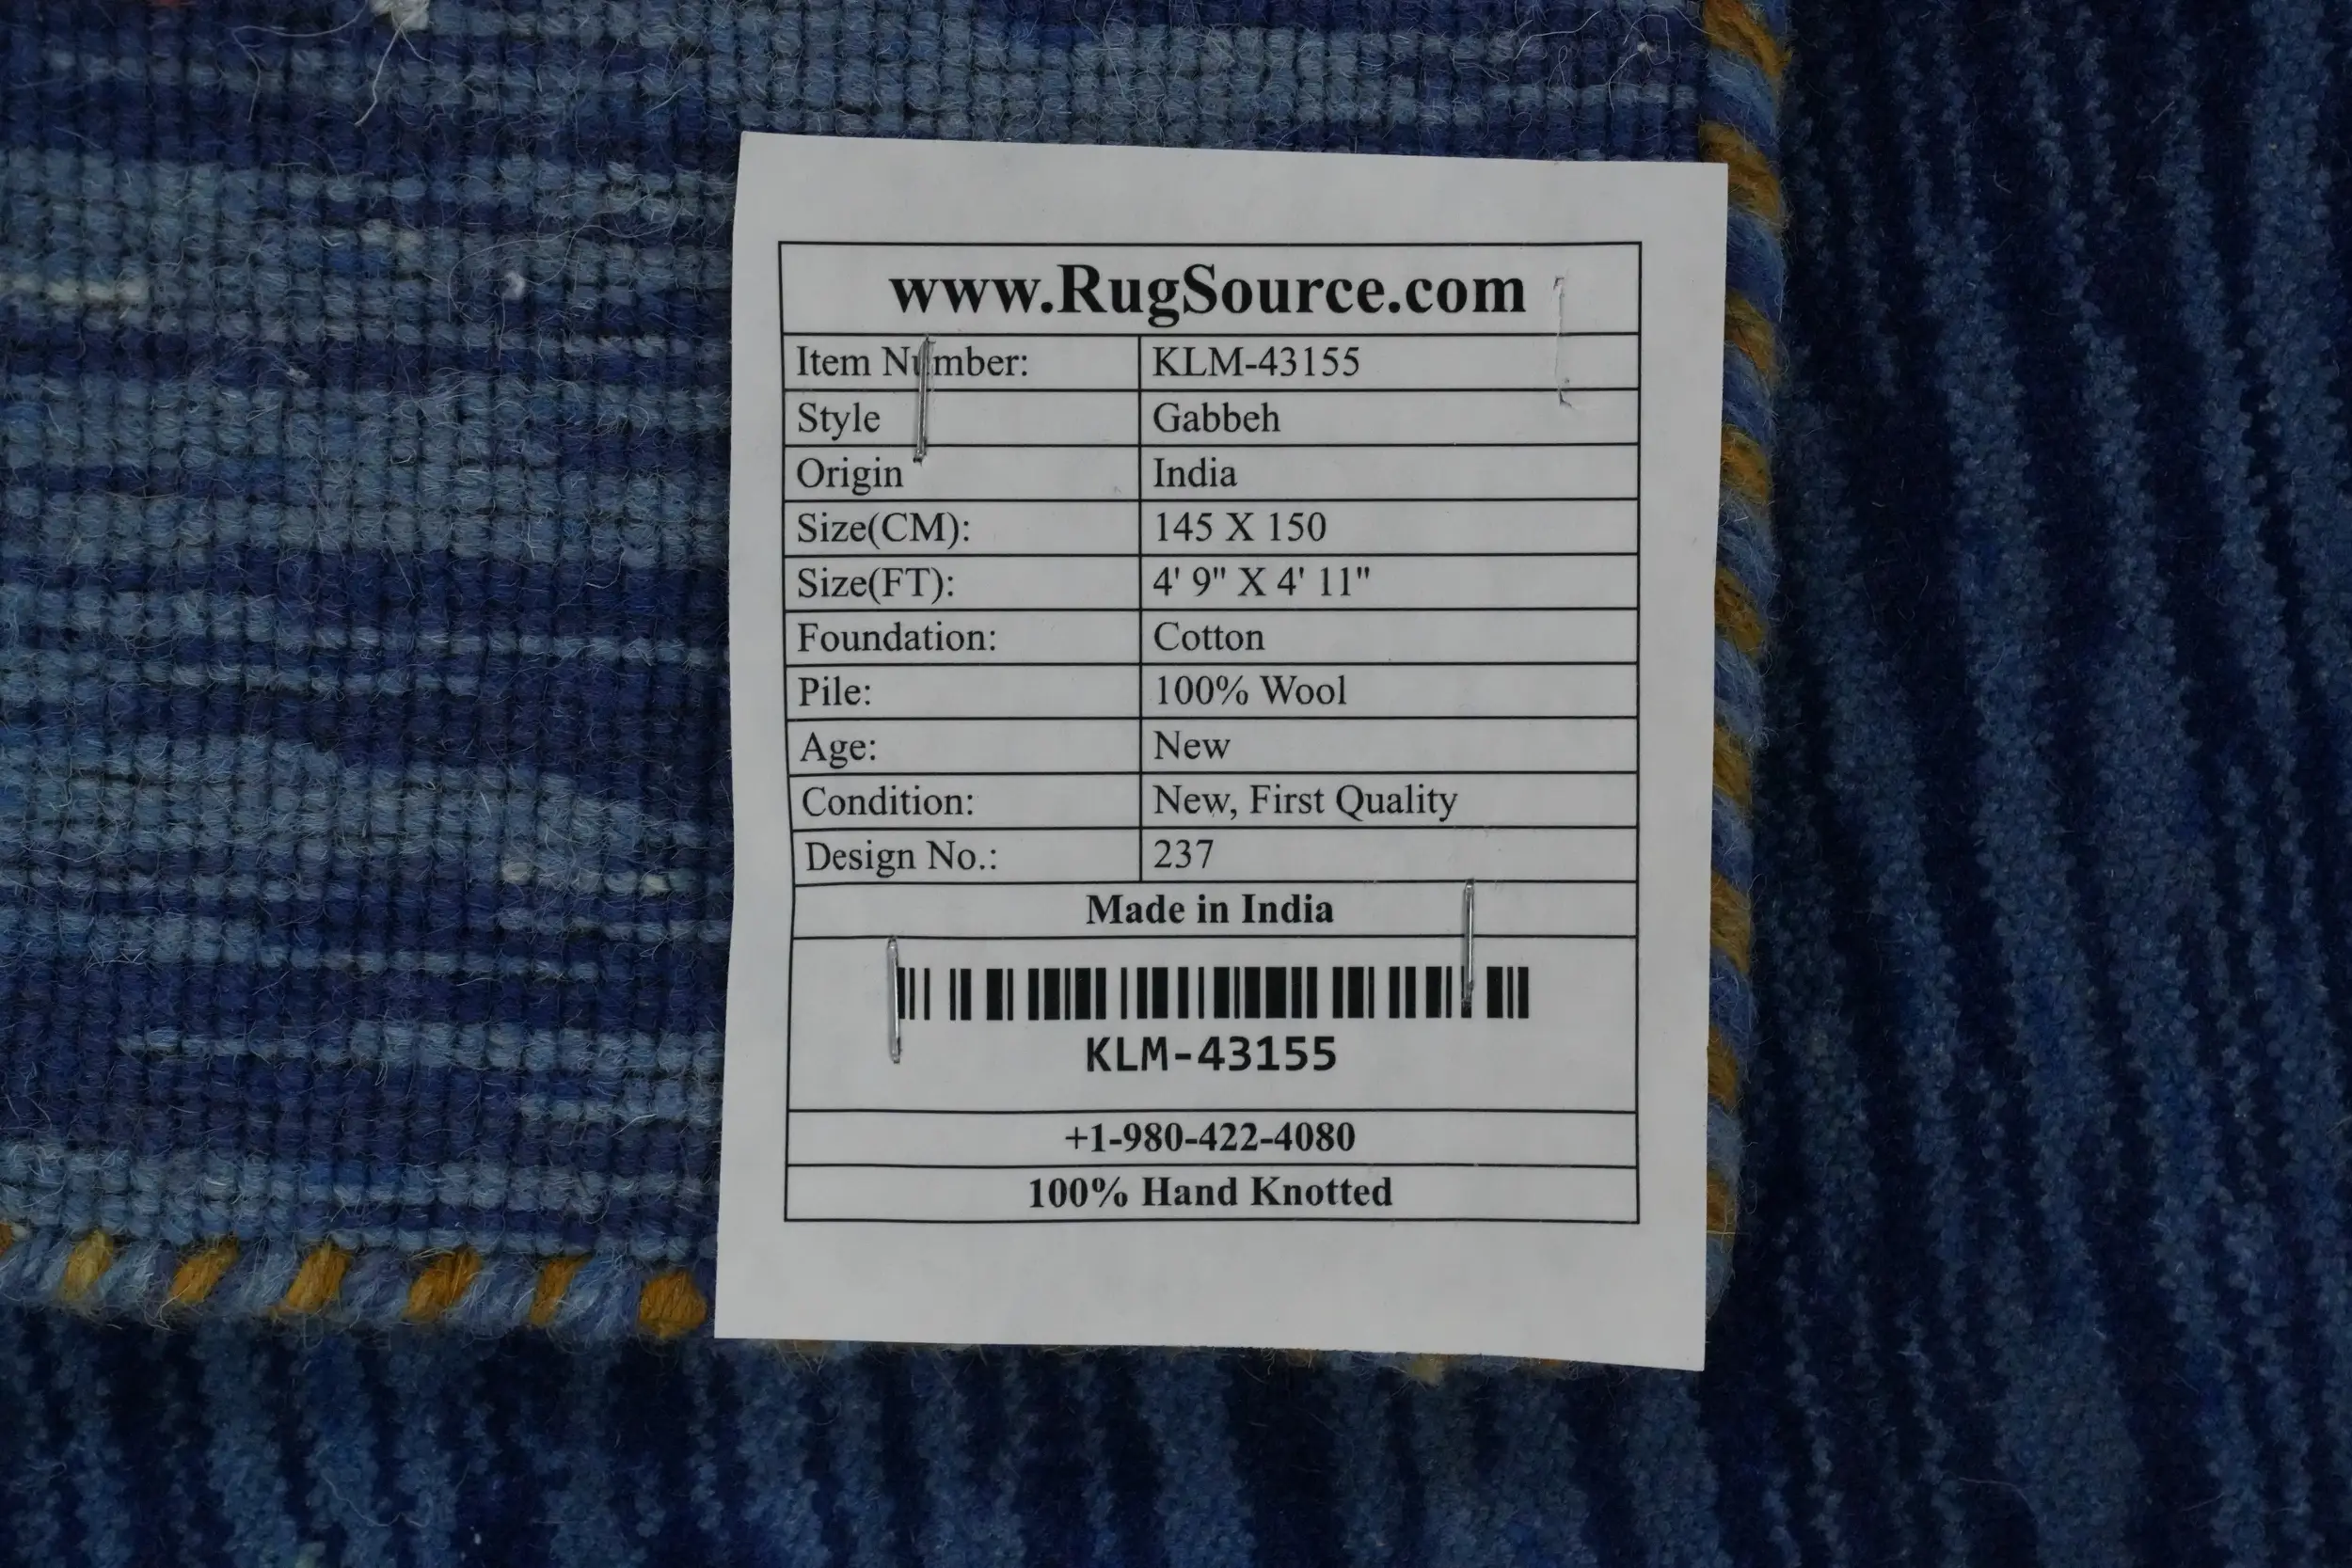 www.RugSource.com
Item Number: KLM-43155
Style Gabbeh
Origin India
Size(CM): 145 X 150
Size(FT): 4' 9" X 4' 11"
Foundation: Cotton
Pile: 100% Wool
Age: New
Condition: New, First Quality
Design No.: 237
Made in India
KLM-43155
+1-980-422-4080
100% Hand Knotted